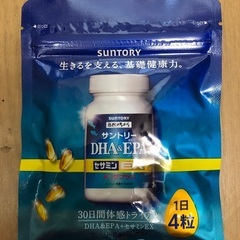 SUNTORY
生きるを支える、基礎健康力。
SUNTORY
サントリー
DHA&EPA
セサミンEX
1日
4粒
30日間体感トライアル
DHA&EPA+セサミンEX